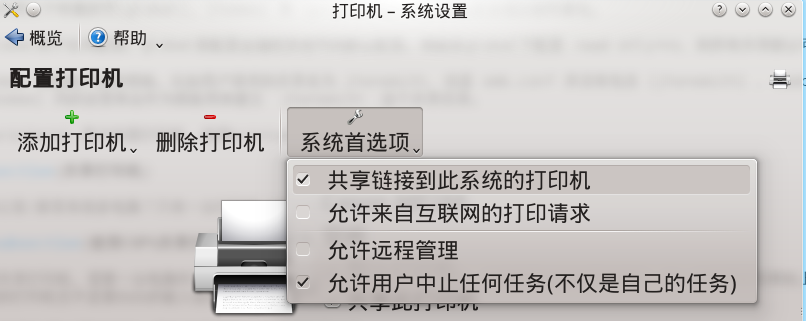 打印机 – 系统设置
概览 帮助
配置打印机
添加打印机 删除打印机 系统首选项
共享链接到此系统的打印机
允许来自互联网的打印请求
允许远程管理
允许用户中止任何任务(不仅是自己的任务)
共享此打印机